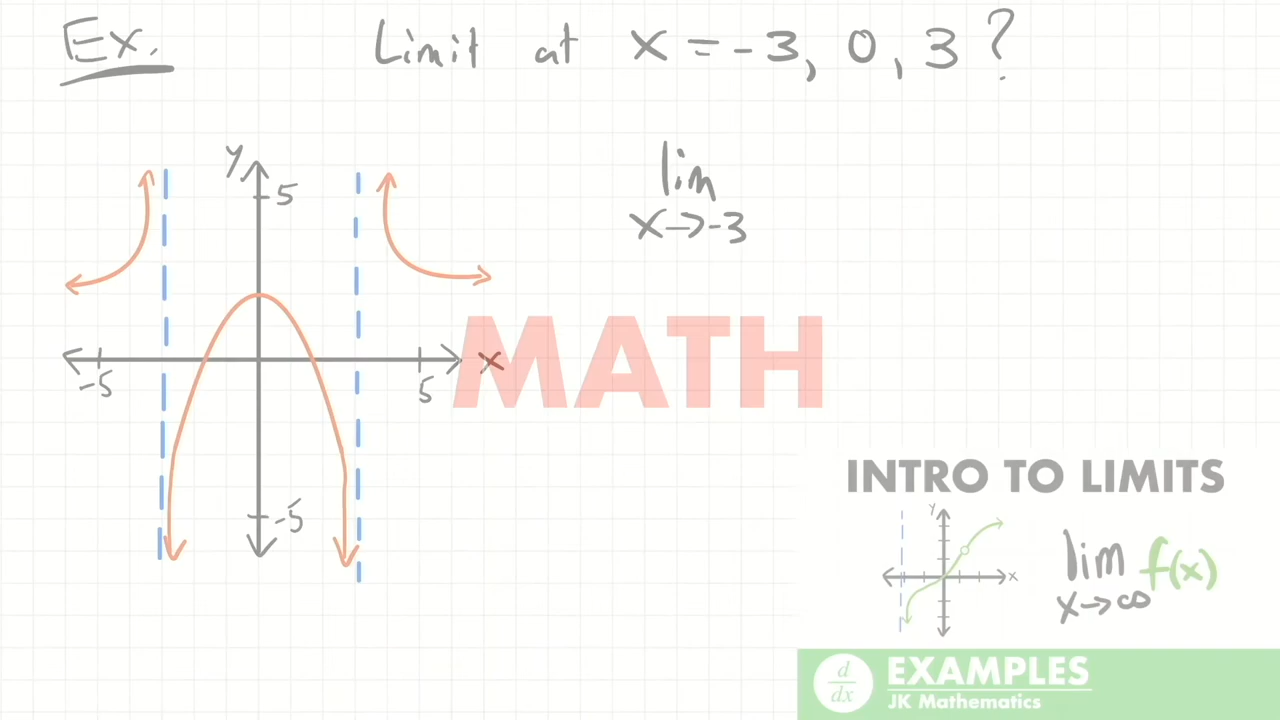 Ex. Limit at x = -3, 0, 3 ?
lim
x→-3
y
5
-5
5
x
-5
MATH
INTRO TO LIMITS
y
x
lim f(x)
x→∞
d
dx
EXAMPLES
JK Mathematics